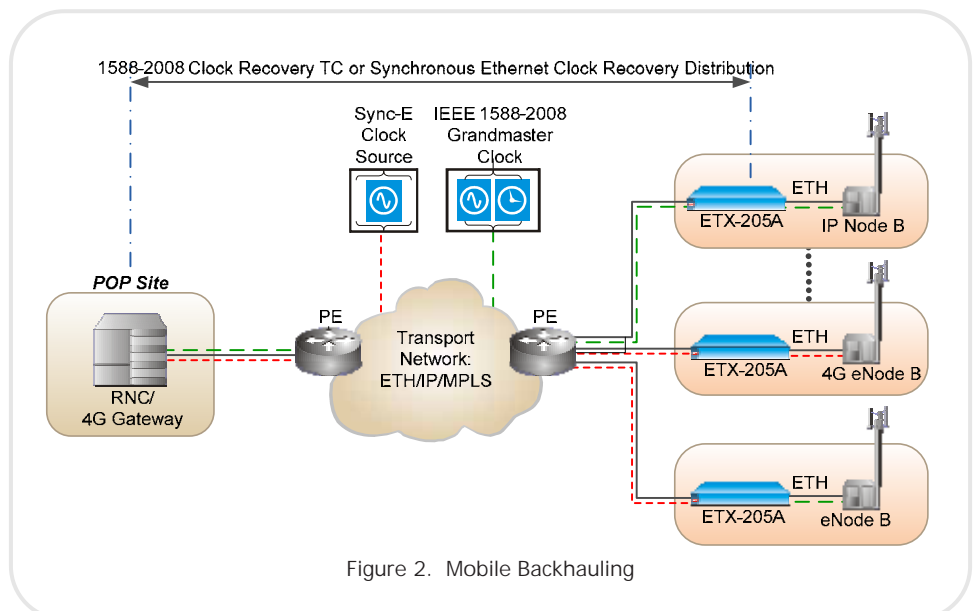 1588-2008 Clock Recovery TC or Synchronous Ethernet Clock Recovery Distribution
Sync-E
Clock
Source
IEEE 1588-2008
Grandmaster
Clock
POP Site
RNC/
4G Gateway
PE
Transport
Network:
ETH/IP/MPLS
PE
ETH
ETX-205A
IP Node B
ETH
ETX-205A
4G eNode B
ETH
ETX-205A
eNode B
Figure 2. Mobile Backhauling